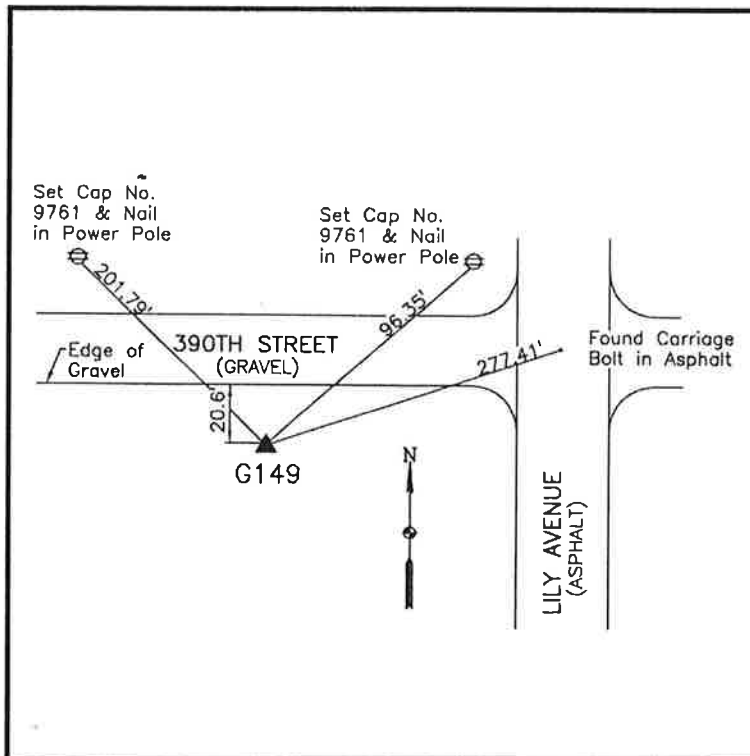 Set Cap No.
9761 & Nail
in Power Pole
Set Cap No.
9761 & Nail
in Power Pole
201.79'
96.35'
277.41'
Found Carriage
Bolt in Asphalt
390TH STREET
(GRAVEL)
Edge of
Gravel
20.6'
G149
N
LILY AVENUE
(ASPHALT)